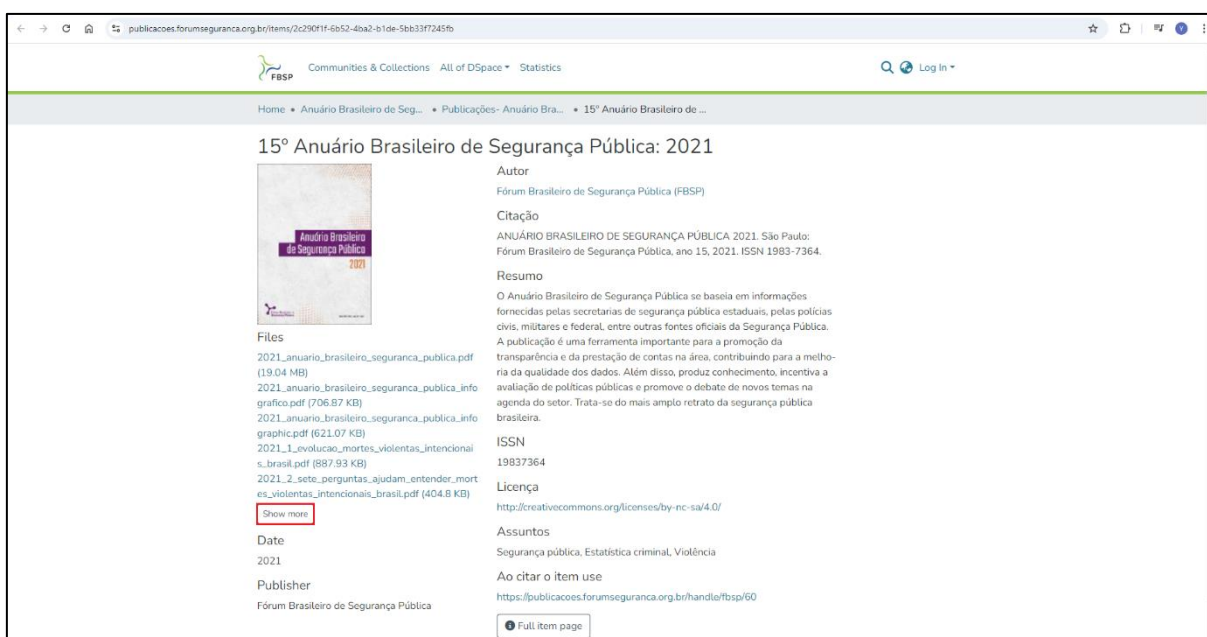 publicacoes.forumseguranca.org.br/items/2c290f1f-6b52-4ba2-b1de-5bb33f7245fb
FBSP
Communities & Collections All of DSpace Statistics
Log In
Home • Anuário Brasileiro de Seg... • Publicações- Anuário Bra... • 15º Anuário Brasileiro de ...
15º Anuário Brasileiro de Segurança Pública: 2021
Anuário Brasileiro
de Segurança Pública
2021
Files
2021_anuario_brasileiro_seguranca_publica.pdf
(19.04 MB)
2021_anuario_brasileiro_seguranca_publica_info
grafico.pdf (706.87 KB)
2021_anuario_brasileiro_seguranca_publica_info
graphic.pdf (621.07 KB)
2021_1_evolucao_mortes_violentas_intencionai
s_brasil.pdf (887.93 KB)
2021_2_sete_perguntas_ajudam_entender_mort
es_violentas_intencionais_brasil.pdf (404.8 KB)
Show more
Date
2021
Publisher
Fórum Brasileiro de Segurança Pública
Autor
Fórum Brasileiro de Segurança Pública (FBSP)
Citação
ANUÁRIO BRASILEIRO DE SEGURANÇA PÚBLICA 2021. São Paulo:
Fórum Brasileiro de Segurança Pública, ano 15, 2021. ISSN 1983-7364.
Resumo
O Anuário Brasileiro de Segurança Pública se baseia em informações
fornecidas pelas secretarias de segurança pública estaduais, pelas polícias
civis, militares e federal, entre outras fontes oficiais da Segurança Pública.
A publicação é uma ferramenta importante para a promoção da
transparência e da prestação de contas na área, contribuindo para a melho-
ria da qualidade dos dados. Além disso, produz conhecimento, incentiva a
avaliação de políticas públicas e promove o debate de novos temas na
agenda do setor. Trata-se do mais amplo retrato da segurança pública
brasileira.
ISSN
19837364
Licença
http://creativecommons.org/licenses/by-nc-sa/4.0/
Assuntos
Segurança pública, Estatística criminal, Violência
Ao citar o item use
https://publicacoes.forumseguranca.org.br/handle/fbsp/60
Full item page